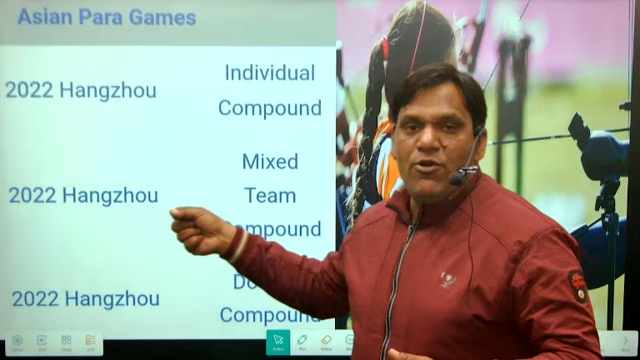 Asian Para Games
2022 Hangzhou
Individual
Compound
2022 Hangzhou
Mixed
Team
2022 Hangzhou
Compound